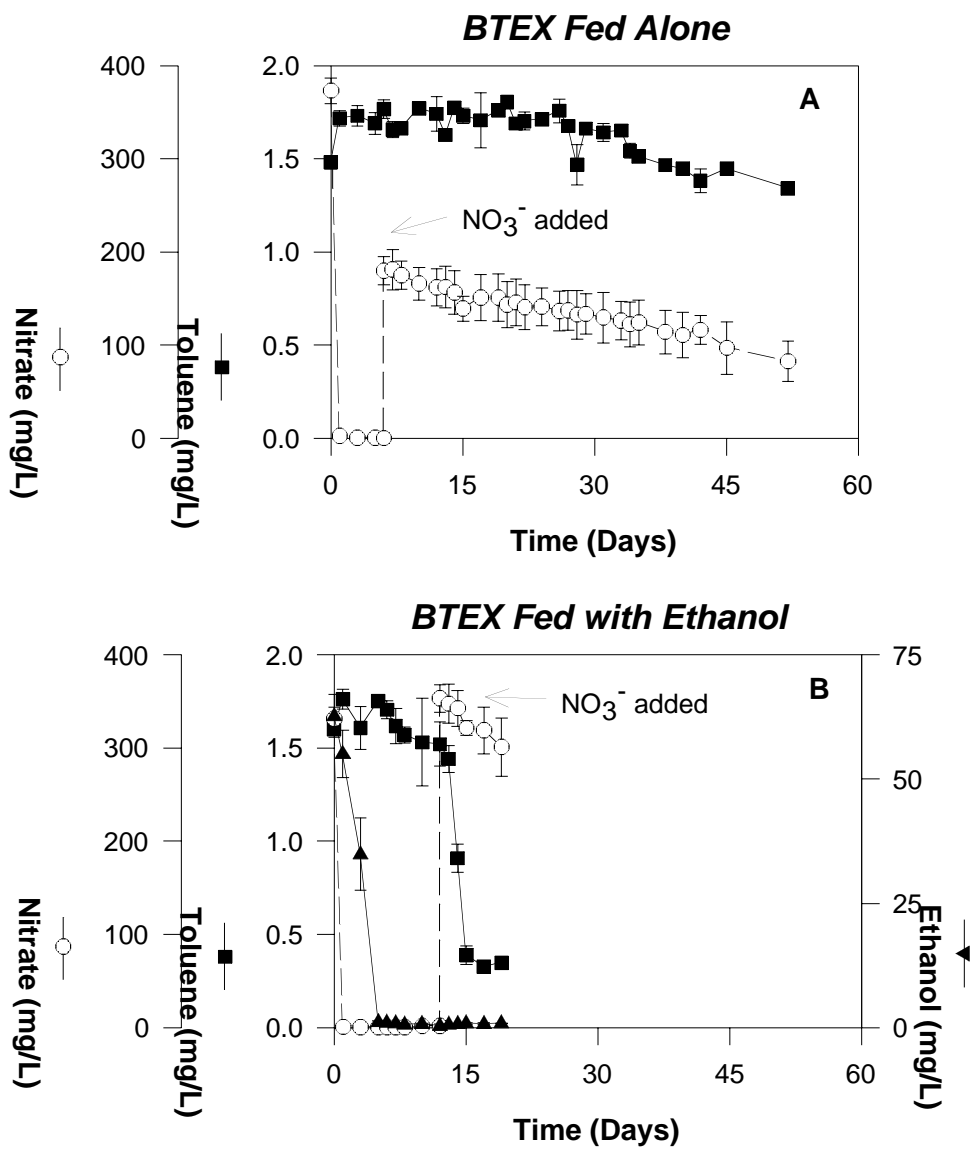 BTEX Fed Alone
400
300
200
100
0
Nitrate (mg/L)
Toluene (mg/L)
2.0
1.5
1.0
0.5
0.0
A
NO3- added
0 15 30 45 60
Time (Days)
BTEX Fed with Ethanol
400
300
200
100
0
Nitrate (mg/L)
Toluene (mg/L)
2.0
1.5
1.0
0.5
0.0
B
NO3- added
75
50
25
0
Ethanol (mg/L)
0 15 30 45 60
Time (Days)